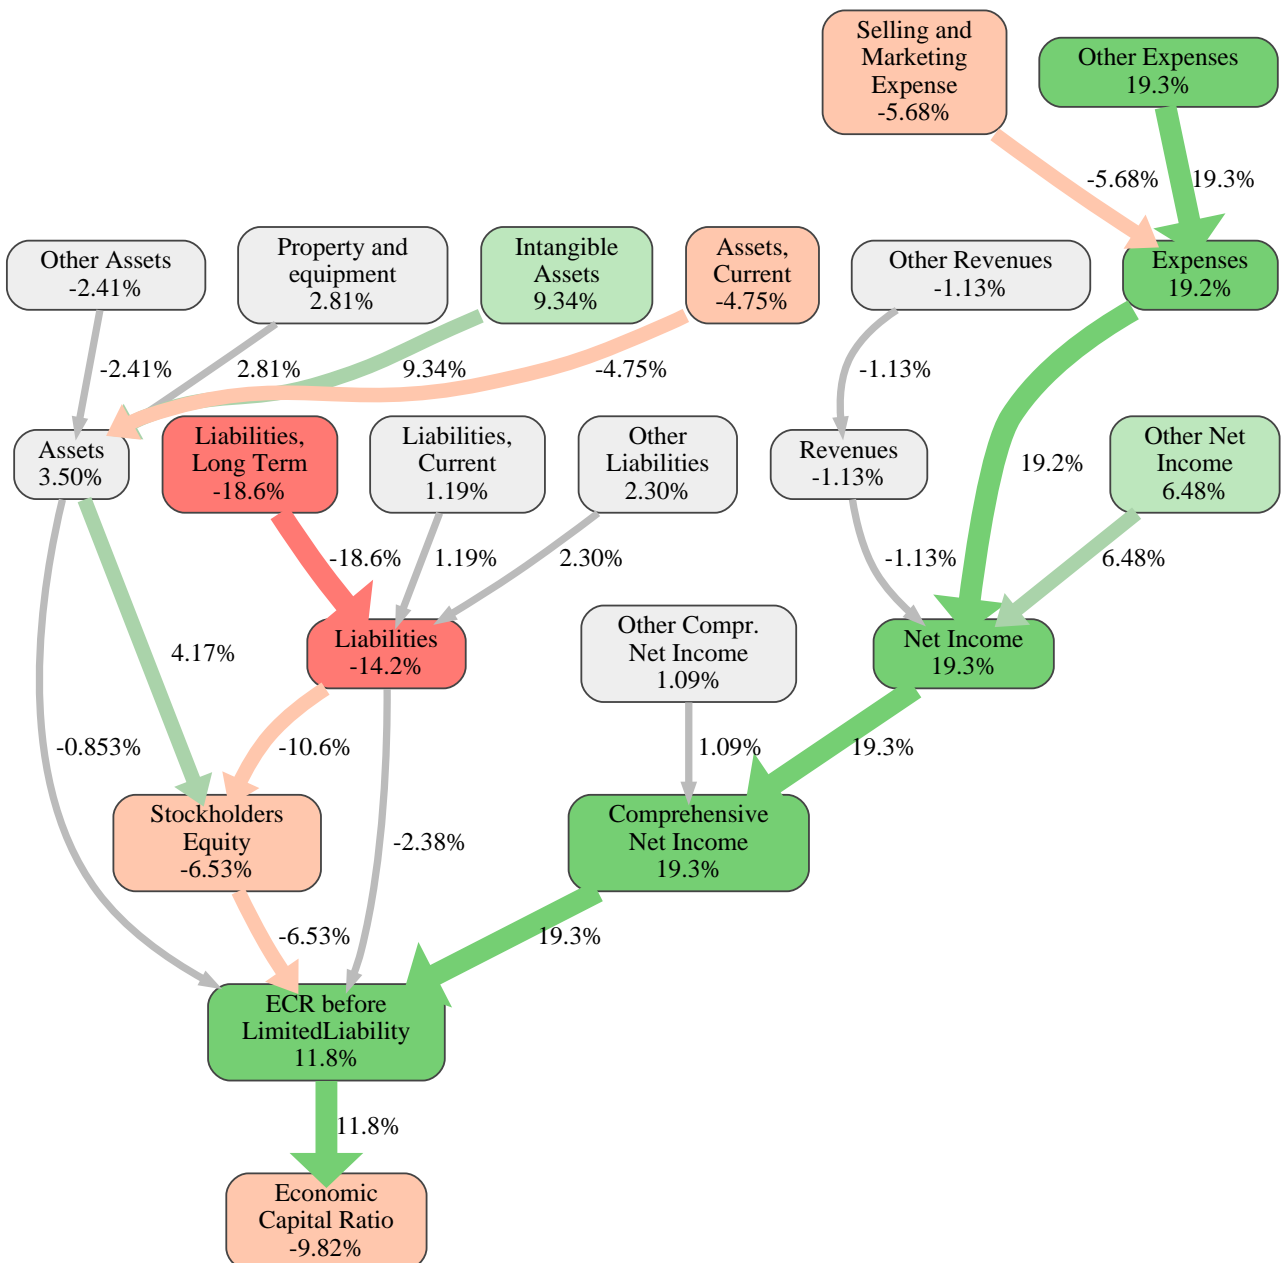 Selling and
Marketing
Expense
-5.68%
Other Expenses
19.3%
-5.68%
19.3%
Other Assets
-2.41%
Property and
equipment
2.81%
Intangible
Assets
9.34%
Assets,
Current
-4.75%
Other Revenues
-1.13%
Expenses
19.2%
-2.41%
2.81%
9.34%
-4.75%
-1.13%
Assets
3.50%
Liabilities,
Long Term
-18.6%
Liabilities,
Current
1.19%
Other
Liabilities
2.30%
Revenues
-1.13%
19.2%
Other Net
Income
6.48%
-18.6%
1.19%
2.30%
-1.13%
6.48%
4.17%
Liabilities
-14.2%
Other Compr.
Net Income
1.09%
Net Income
19.3%
-0.853%
-10.6%
1.09%
19.3%
Stockholders
Equity
-6.53%
-2.38%
Comprehensive
Net Income
19.3%
-6.53%
19.3%
ECR before
LimitedLiability
11.8%
11.8%
Economic
Capital Ratio
-9.82%